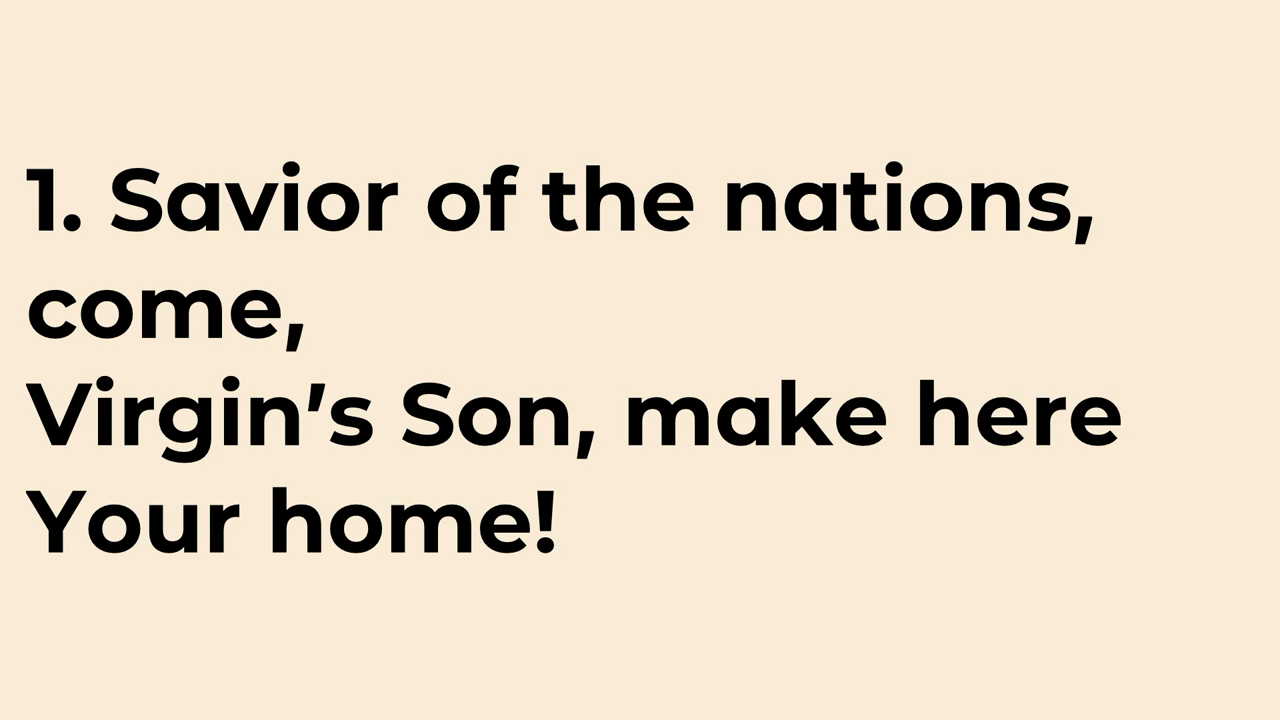 1. Savior of the nations,
come,
Virgin’s Son, make here
Your home!